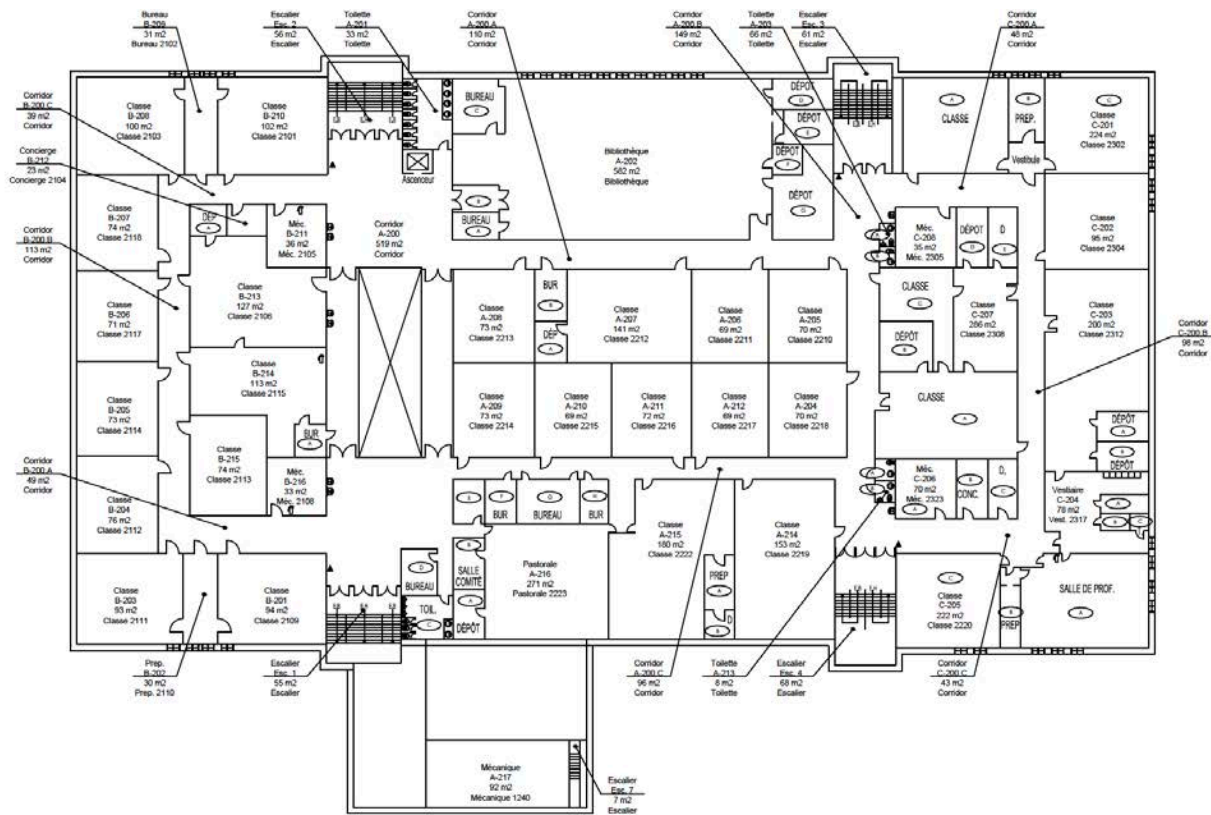 Bureau
B-209
31 m2
Bureau 2102
Escalier
Esc. 2
56 m2
Escalier
Toilette
A-201
33 m2
Toilette
Corridor
A-200.A
110 m2
Corridor
Corridor
A-200.B
149 m2
Corridor
Toilette
A-203
66 m2
Toilette
Escalier
Esc. 3
61 m2
Escalier
Corridor
C-200.A
48 m2
Corridor
Corridor
B-200 C
39 m2
Corridor
Concierge
B-212
23 m2
Concierge 2104
Corridor
B-200 B
113 m2
Corridor
Corridor
B-200 A
49 m2
Corridor
Classe
B-208
100 m2
Classe 2103
Classe
B-210
102 m2
Classe 2101
BUREAU
C
Ascenceur
B
BUREAU
A
Bibliothèque
A-202
582 m2
Bibliothèque
DÉPÔT
D
DÉPÔT
E
DÉPÔT
F
DÉPÔT
G
A
CLASSE
B
PREP.
C
Classe
C-201
224 m2
Classe 2302
Vestibule
Classe
B-207
74 m2
Classe 2118
DÉP
A
Méc.
B-211
36 m2
Méc. 2105
Corridor
A-200
519 m2
Corridor
Méc.
C-208
35 m2
Méc. 2305
DÉPÔT
D
D
E
Classe
C-202
95 m2
Classe 2304
Classe
B-206
71 m2
Classe 2117
Classe
B-213
127 m2
Classe 2106
Classe
A-208
73 m2
Classe 2213
BUR
B
DÉP
A
Classe
A-207
141 m2
Classe 2212
Classe
A-206
69 m2
Classe 2211
Classe
A-205
70 m2
Classe 2210
CLASSE
C
DÉPÔT
B
Classe
C-207
286 m2
Classe 2308
Classe
C-203
200 m2
Classe 2312
Corridor
C-200 B
98 m2
Corridor
Classe
B-214
113 m2
Classe 2115
Classe
B-205
73 m2
Classe 2114
Classe
A-209
73 m2
Classe 2214
Classe
A-210
69 m2
Classe 2215
Classe
A-211
72 m2
Classe 2216
Classe
A-212
69 m2
Classe 2217
Classe
A-204
70 m2
Classe 2218
CLASSE
A
DÉPÔT
A
B
DÉPÔT
BUR
A
Classe
B-215
74 m2
Classe 2113
Méc.
B-216
33 m2
Méc. 2108
Classe
B-204
76 m2
Classe 2112
E
F
BUR
G
BUREAU
H
BUR
Classe
A-215
180 m2
Classe 2222
Classe
A-214
153 m2
Classe 2219
Méc.
C-206
70 m2
Méc. 2323
A
B
CONC.
D,
C
Vestiaire
C-204
78 m2
Vest. 2317
A
B
C
Classe
B-203
93 m2
Classe 2111
Classe
B-201
94 m2
Classe 2109
D
BUREAU
TOIL.
C
B
SALLE
COMITÉ
A
DÉPÔT
Pastorale
A-216
271 m2
Pastorale 2223
PREP
A
B
D
C
Classe
C-205
222 m2
Classe 2220
B
PREP
SALLE DE PROF.
A
Prep.
B-202
30 m2
Prep. 2110
Escalier
Esc. 1
55 m2
Escalier
Corridor
A-200 C
96 m2
Corridor
Toilette
A-213
8 m2
Toilette
Escalier
Esc. 4
68 m2
Escalier
Corridor
C-200 C
43 m2
Corridor
Mécanique
A-217
92 m2
Mécanique 1240
Escalier
Esc. 7
7 m2
Escalier